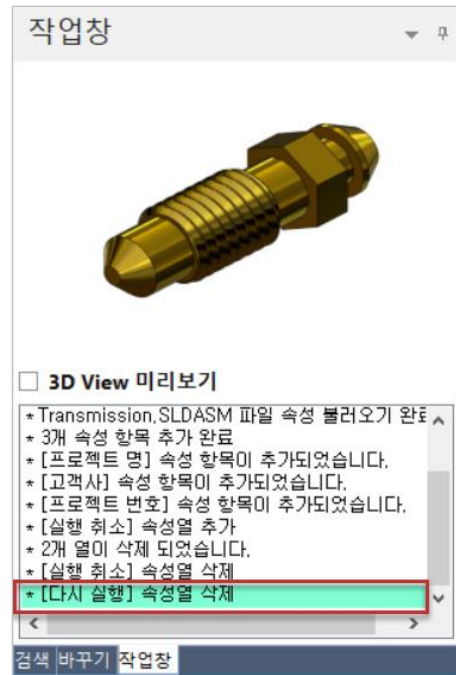 작업창
3D View 미리보기
* Transmission,SLDASM 파일 속성 불러오기 완료
* 3개 속성 항목 추가 완료
* [프로젝트 명] 속성 항목이 추가되었습니다.
* [고객사] 속성 항목이 추가되었습니다.
* [프로젝트 번호] 속성 항목이 추가되었습니다.
* [실행 취소] 속성열 추가
* 2개 열이 삭제 되었습니다.
* [실행 취소] 속성열 삭제
* [다시 실행] 속성열 삭제
검색 바꾸기 작업창